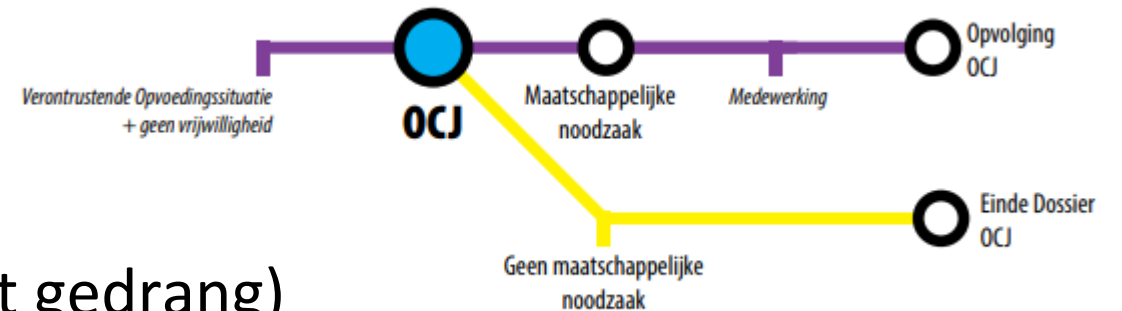 Opvolging
OCJ
Verontrustende Opvoedingssituatie
+ geen vrijwilligheid
OCJ
Maatschappelijke
noodzaak
Medewerking
Einde Dossier
OCJ
Geen maatschappelijke
noodzaak
t gedrang)